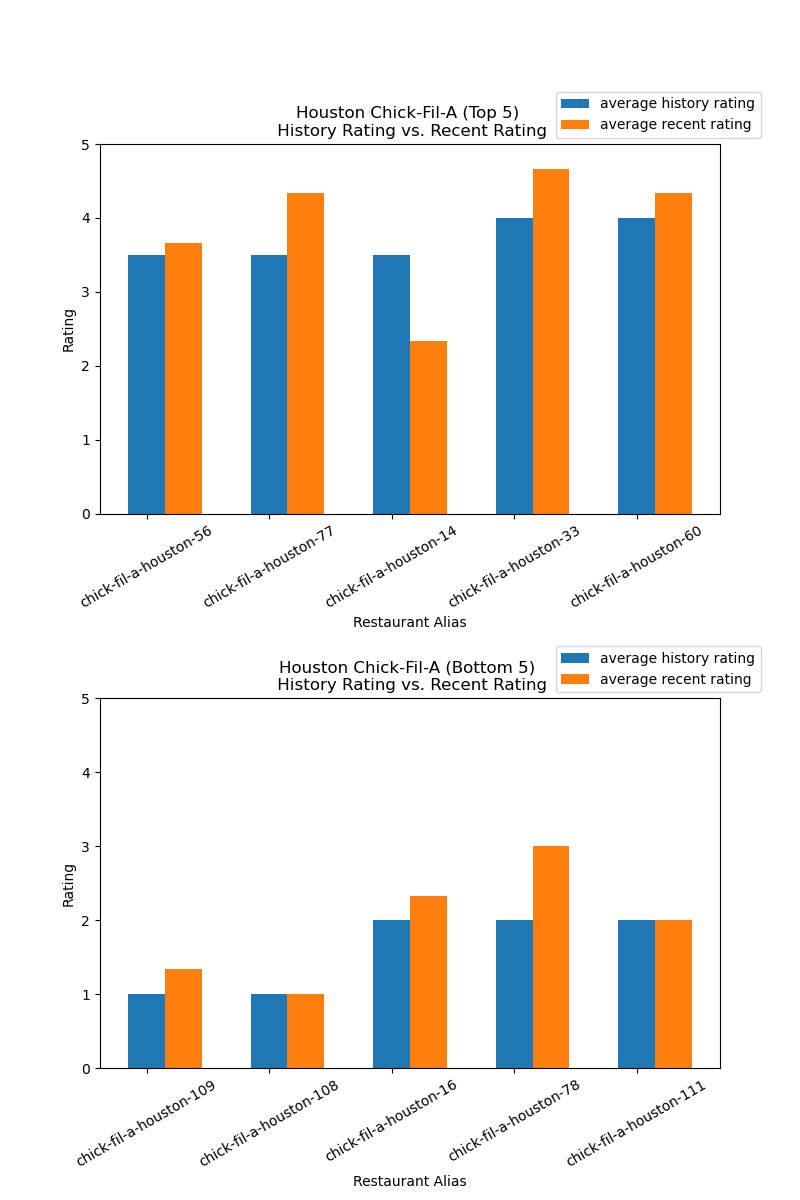 Houston Chick-Fil-A (Top 5)
History Rating vs. Recent Rating
average history rating
average recent rating
Rating
5
4
3
2
1
0
chick-fil-a-houston-56
chick-fil-a-houston-77
chick-fil-a-houston-14
chick-fil-a-houston-33
chick-fil-a-houston-60
Restaurant Alias
Houston Chick-Fil-A (Bottom 5)
History Rating vs. Recent Rating
average history rating
average recent rating
Rating
5
4
3
2
1
0
chick-fil-a-houston-109
chick-fil-a-houston-108
chick-fil-a-houston-16
chick-fil-a-houston-78
chick-fil-a-houston-111
Restaurant Alias